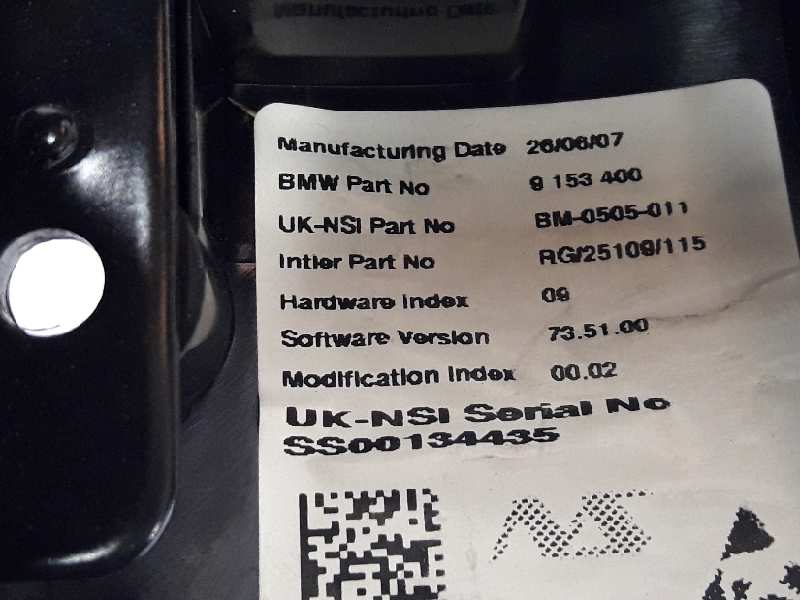 Manufacturing Date
Manufacturing Date 26/06/07
BMW Part No 9 153 400
UK-NSI Part No BM-0505-011
Intier Part No RG/25109/115
Hardware Index 09
Software Version 73.51.00
Modification Index 00.02
UK-NSI Serial No
SS00134435